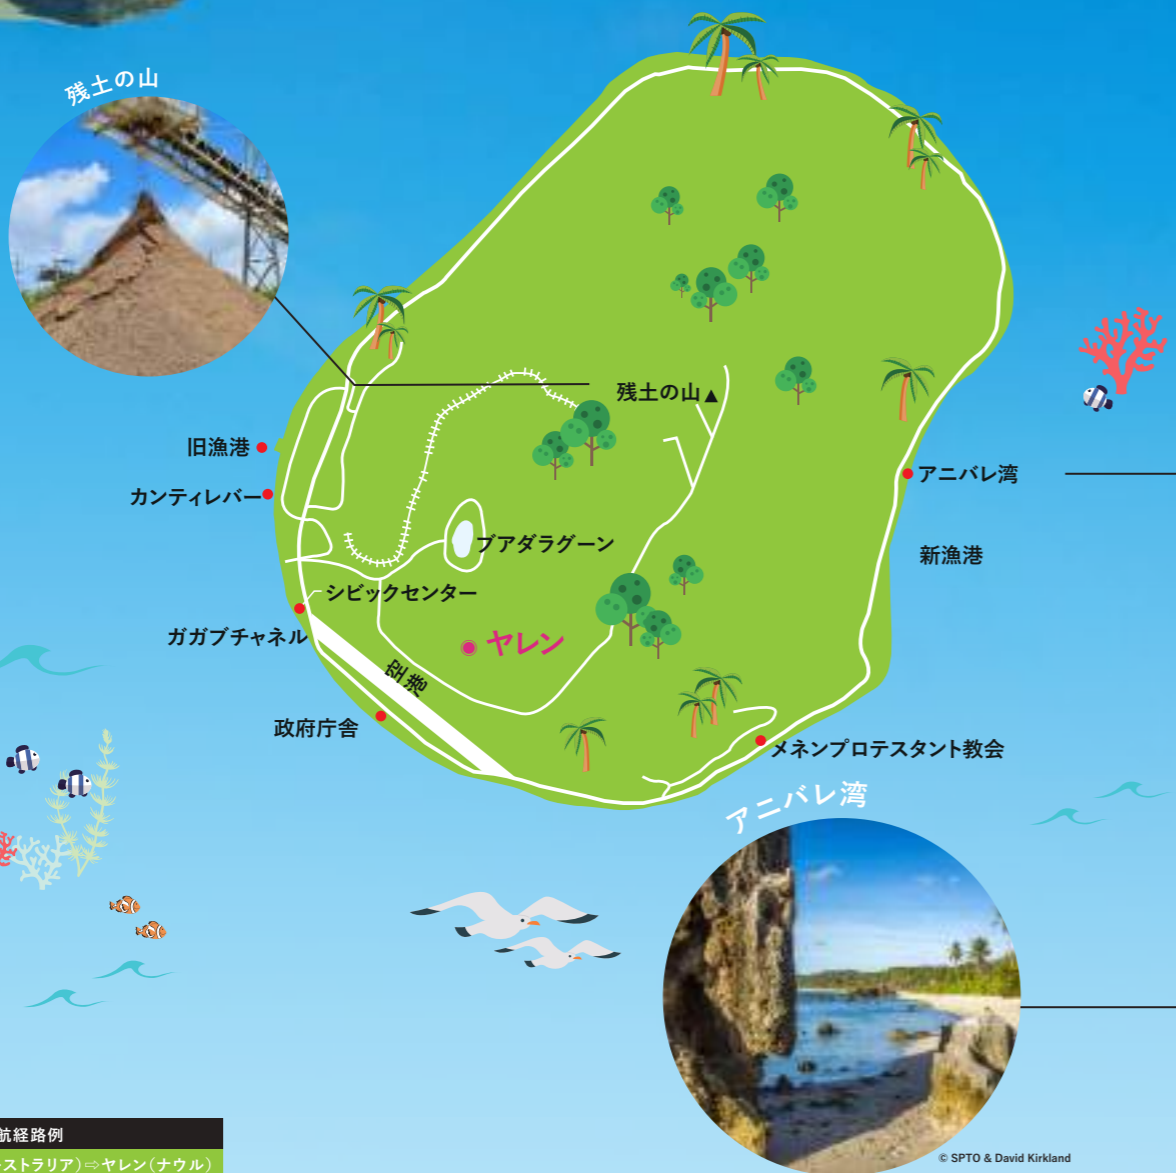 残土の山
残土の山▲
旧漁港
カンティレバー
アニバレ湾
ブアダラグーン
新漁港
シビックセンター
ガガブチャネル
ヤレン
空港
政府庁舎
メネンプロテスタント教会
アニバレ湾
航経路例
ストラリア)⇨ヤレン(ナウル)
© SPTO & David Kirkland